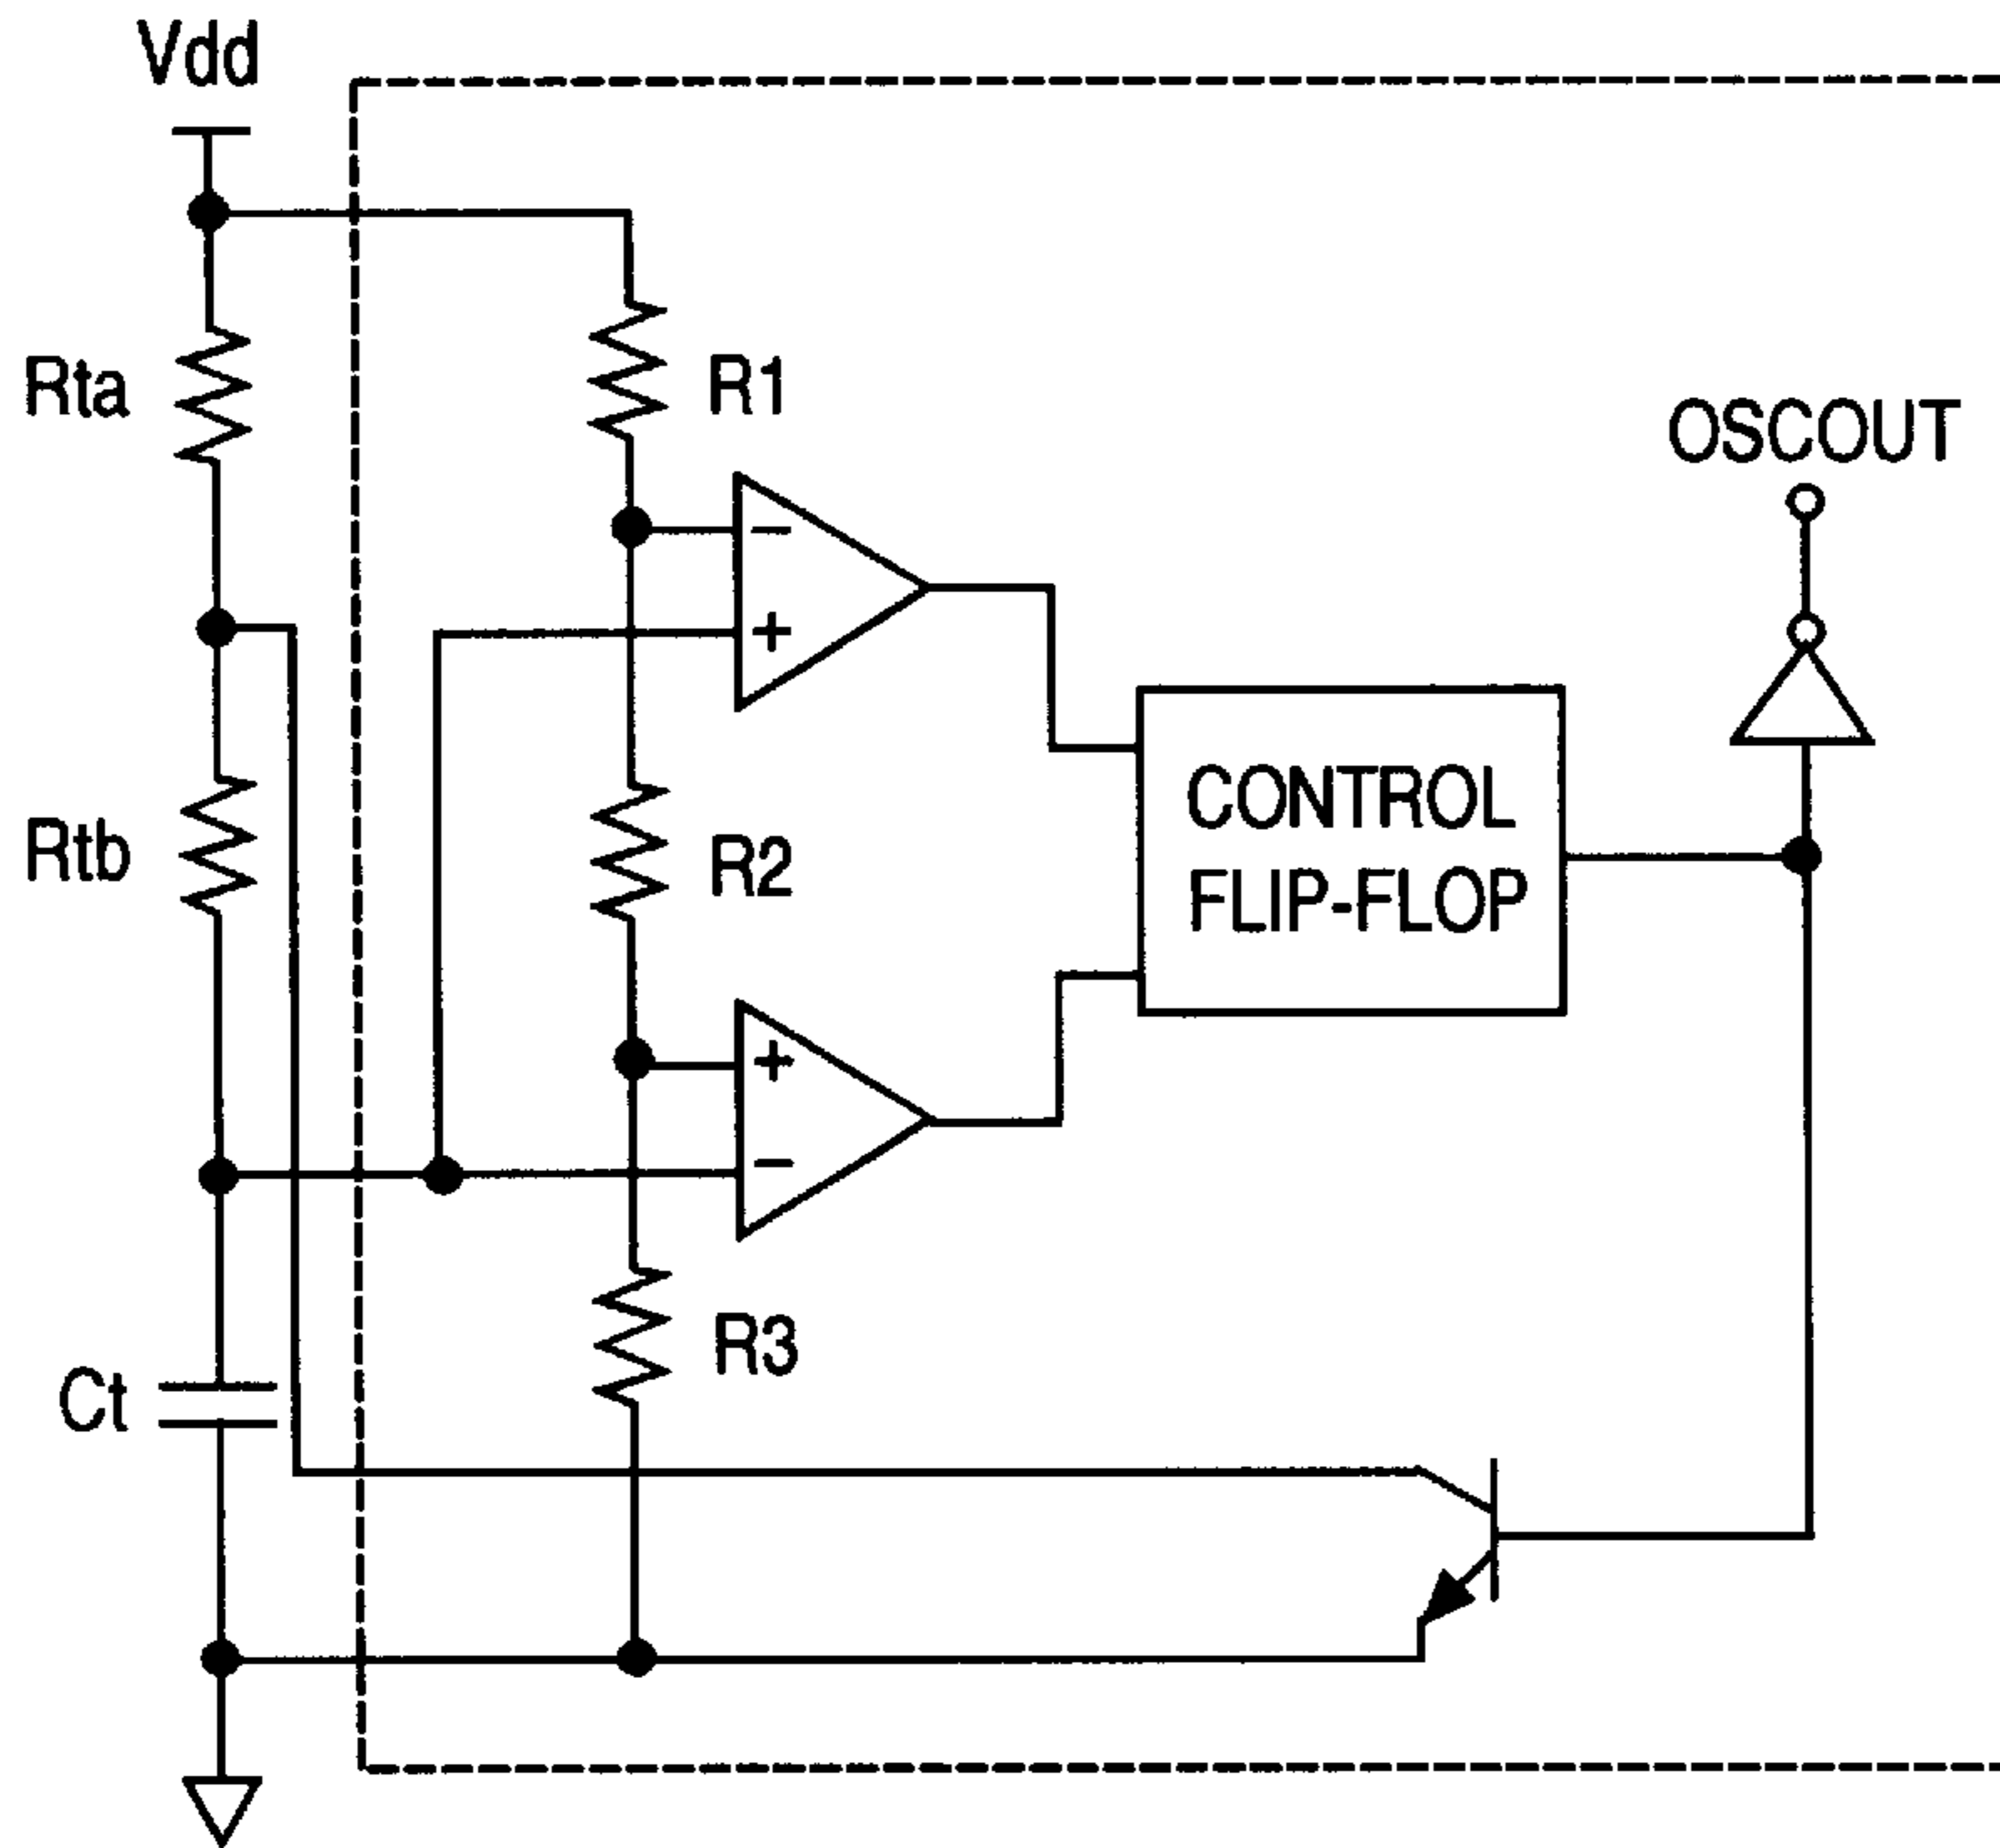 Vdd
Rta
R1
OSCOUT
−
+
Rtb
R2
CONTROL
FLIP-FLOP
+
−
Ct
R3